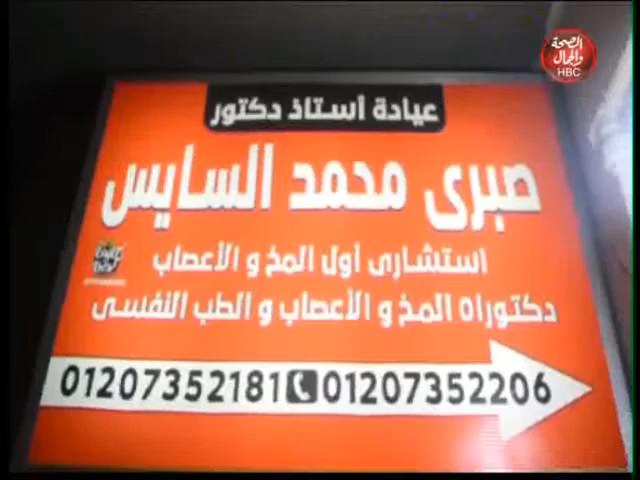 الصحة
والجمال
HBC
عيادة أستاذ دكتور
صبرى محمد السايس
استشارى أول المخ و الأعصاب
دكتوراة المخ و الأعصاب و الطب النفسى
01207352181 01207352206